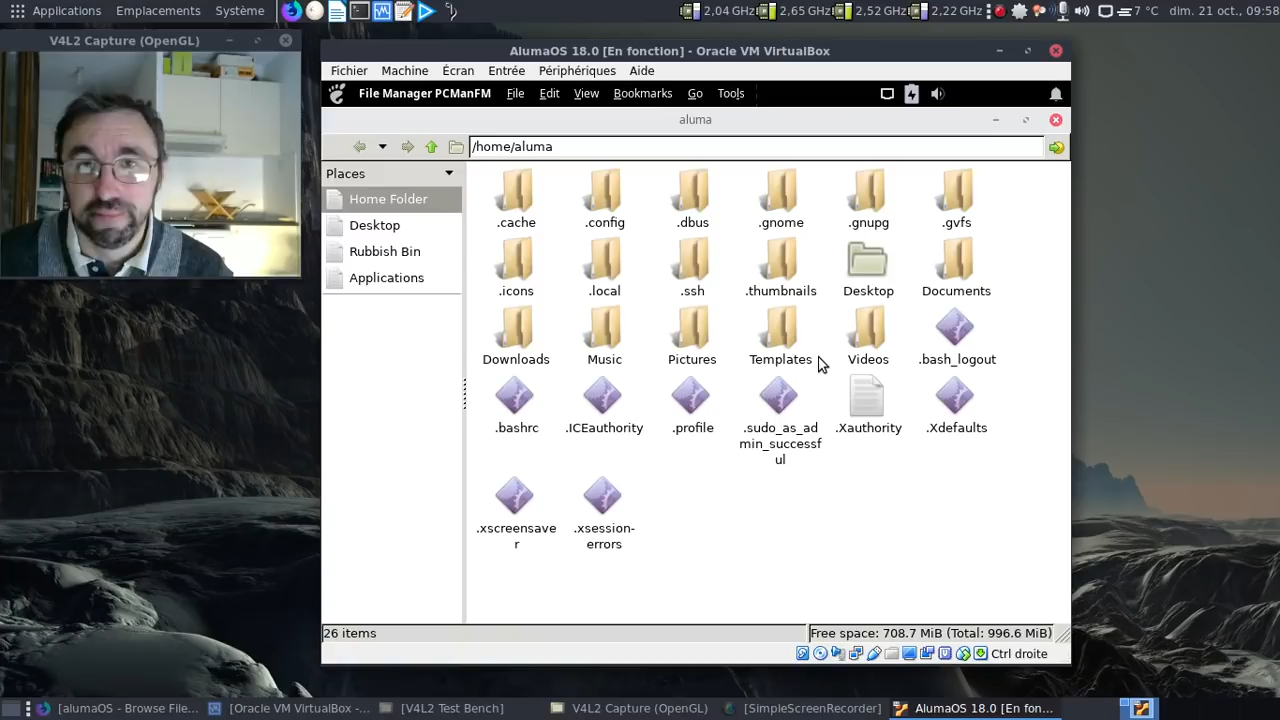 Applications Emplacements Système 2,04 GHz 2,65 GHz 2,52 GHz 2,22 GHz 7 °C dim. 21 oct., 09:58
V4L2 Capture (OpenGL)
AlumaOS 18.0 [En fonction] - Oracle VM VirtualBox
Fichier Machine Écran Entrée Périphériques Aide
File Manager PCManFM File Edit View Bookmarks Go Tools
aluma
/home/aluma
Places
Home Folder
Desktop
Rubbish Bin
Applications
.cache .config .dbus .gnome .gnupg .gvfs
.icons .local .ssh .thumbnails Desktop Documents
Downloads Music Pictures Templates Videos .bash_logout
.bashrc .ICEauthority .profile .sudo_as_ad .Xauthority .Xdefaults
min_successf
ul
.xscreensave .xsession-
r errors
26 items Free space: 708.7 MiB (Total: 996.6 MiB)
Ctrl droite
[alumaOS - Browse File... [Oracle VM VirtualBox -... [V4L2 Test Bench] V4L2 Capture (OpenGL) [SimpleScreenRecorder] AlumaOS 18.0 [En fon...